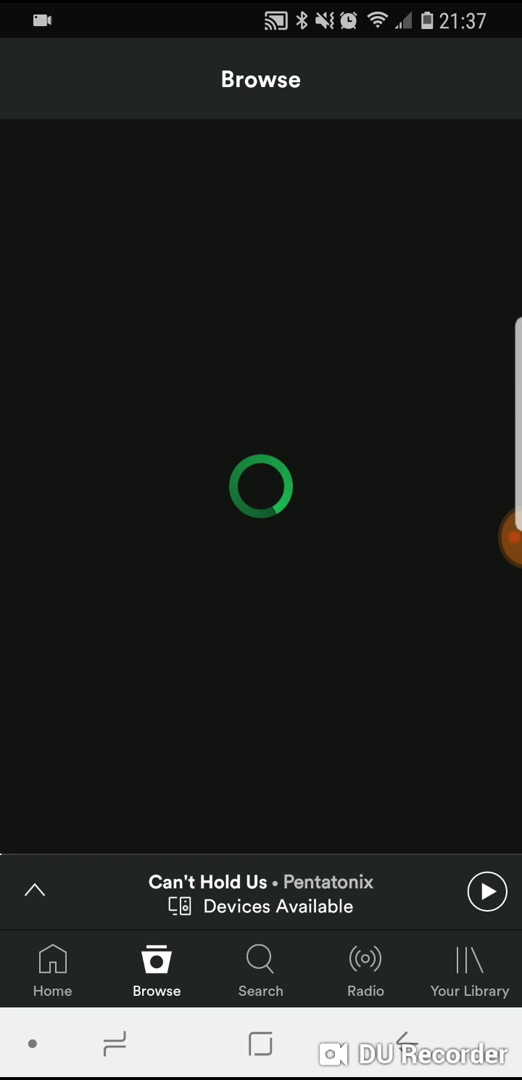 21:37
Browse
Can't Hold Us • Pentatonix
Devices Available
Home
Browse
Search
Radio
Your Library
DU Recorder